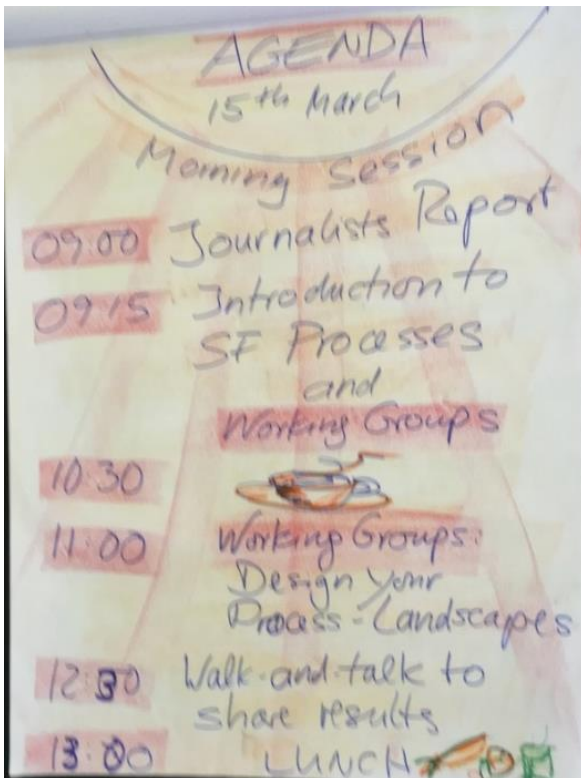 AGENDA
15th March
Morning Session
09:00 Journalists Report
09:15 Introduction to
SF Processes
and
Working Groups
10:30
11:00 Working Groups:
Design your
Process-Landscapes
12:30 Walk-and-talk to
share results
13:00 LUNCH